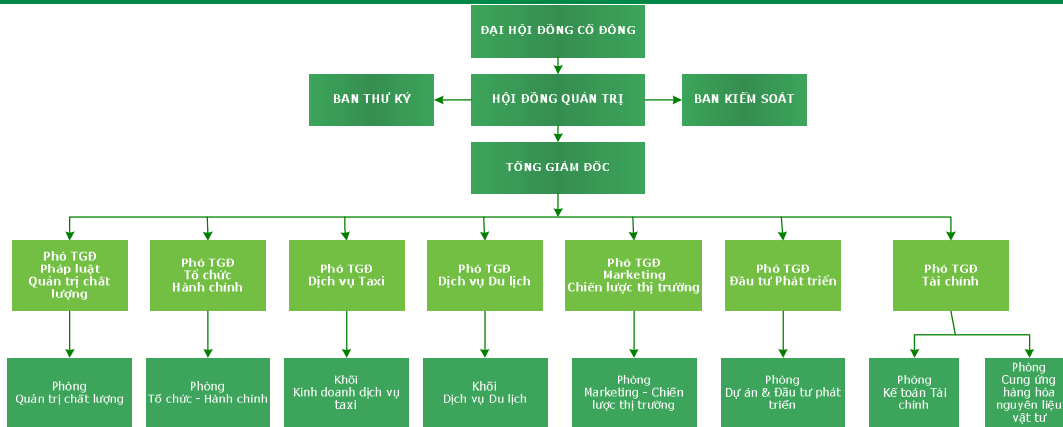 ĐẠI HỘI ĐỒNG CỔ ĐÔNG
BAN THƯ KÝ
HỘI ĐỒNG QUẢN TRỊ
BAN KIỂM SOÁT
TỔNG GIÁM ĐỐC
Phó TGĐ
Pháp luật
Quản trị chất
lượng
Phó TGĐ
Tổ chức
Hành chính
Phó TGĐ
Dịch vụ Taxi
Phó TGĐ
Dịch vụ Du lịch
Phó TGĐ
Marketing
Chiến lược thị trường
Phó TGĐ
Đầu tư Phát triển
Phó TGĐ
Tài chính
Phòng
Quản trị chất lượng
Phòng
Tổ chức - Hành chính
Khối
Kinh doanh dịch vụ
taxi
Khối
Dịch vụ Du lịch
Phòng
Marketing - Chiến
lược thị trường
Phòng
Dự án & Đầu tư phát
triển
Phòng
Kế toán Tài
chính
Phòng
Cung ứng
hàng hóa
nguyên liệu
vật tư